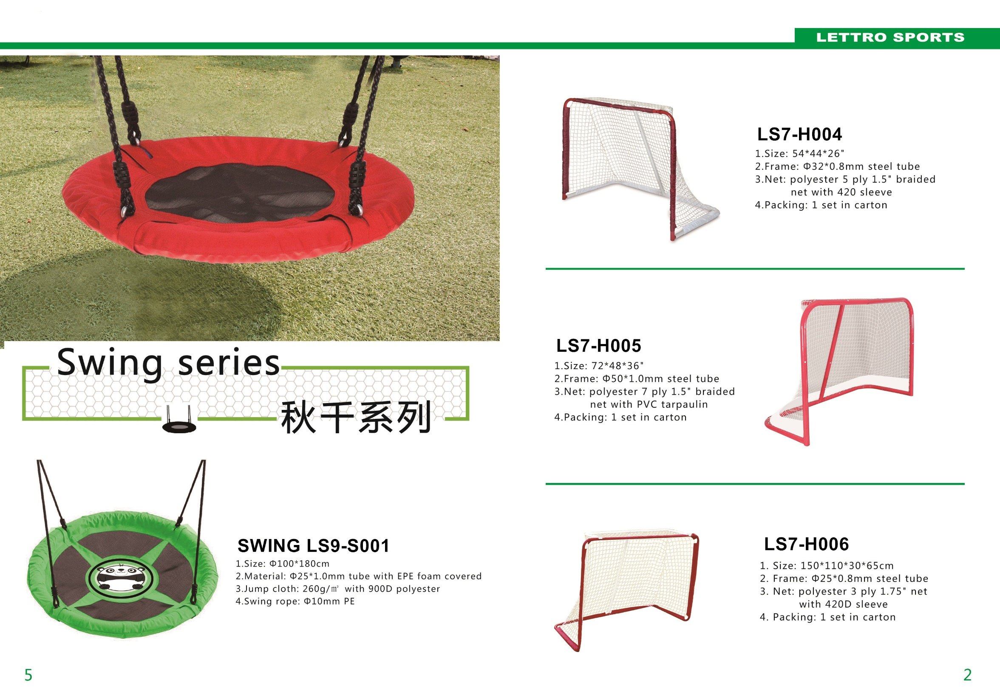 LETTRO SPORTS
Swing series
秋千系列
SWING LS9-S001
1.Size: Φ100*180cm
2.Material: Φ25*1.0mm tube with EPE foam covered
3.Jump cloth: 260g/㎡ with 900D polyester
4.Swing rope: Φ10mm PE
5
LS7-H004
1.Size: 54*44*26"
2.Frame: Φ32*0.8mm steel tube
3.Net: polyester 5 ply 1.5" braided
net with 420 sleeve
4.Packing: 1 set in carton
LS7-H005
1.Size: 72*48*36"
2.Frame: Φ50*1.0mm steel tube
3.Net: polyester 7 ply 1.5" braided
net with PVC tarpaulin
4.Packing: 1 set in carton
LS7-H006
1. Size: 150*110*30*65cm
2. Frame: Φ25*0.8mm steel tube
3. Net: polyester 3 ply 1.75" net
with 420D sleeve
4. Packing: 1 set in carton
2